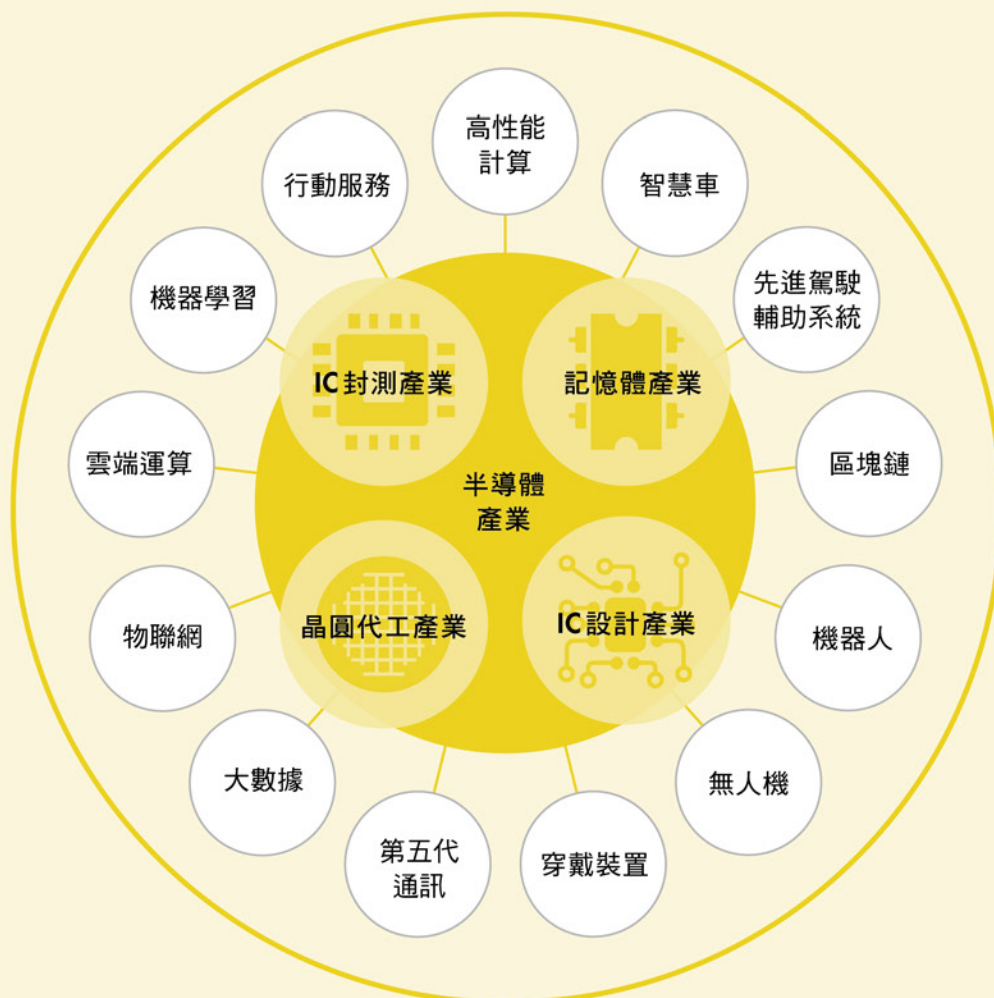 高性能
計算
智慧車
先進駕駛
輔助系統
區塊鏈
機器人
無人機
穿戴裝置
第五代
通訊
大數據
物聯網
雲端運算
機器學習
行動服務
IC封測產業
記憶體產業
半導體
產業
晶圓代工產業
IC設計產業